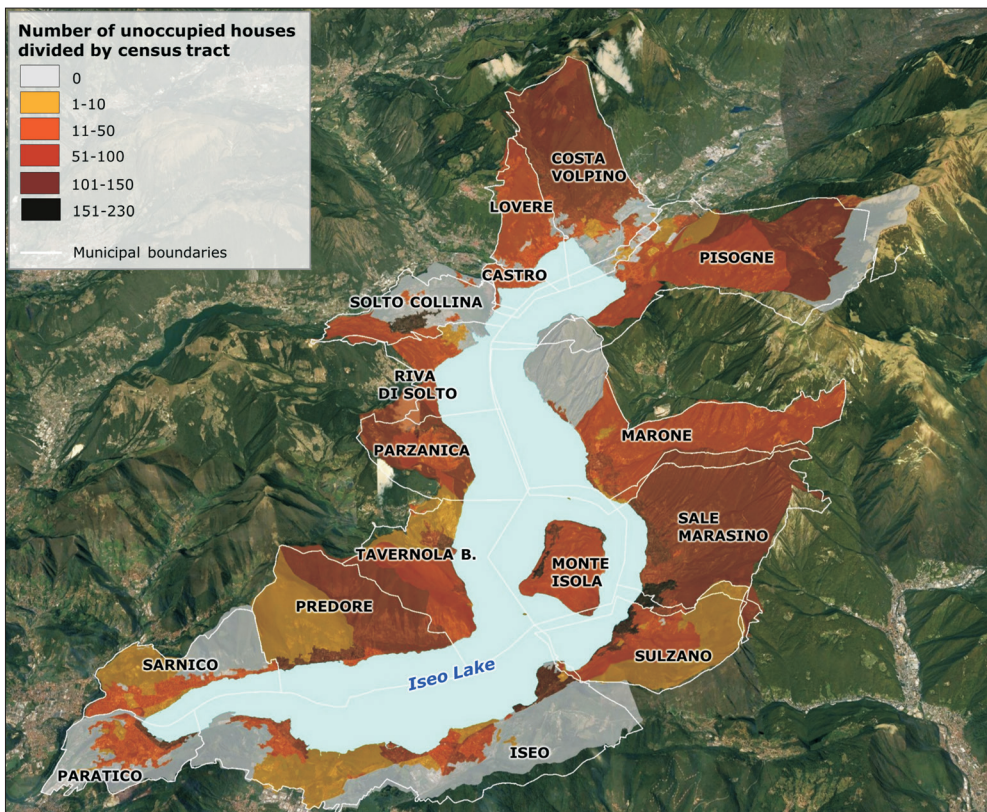 Number of unoccupied houses
divided by census tract
0
1-10
11-50
51-100
101-150
151-230
Municipal boundaries
COSTA
VOLPINO
LOVERE
PISOGNE
CASTRO
SOLTO COLLINA
RIVA
DI SOLTO
MARONE
PARZANICA
SALE
MARASINO
TAVERNOLA B.
MONTE
ISOLA
PREDORE
SULZANO
SARNICO
Iseo Lake
ISEO
PARATICO